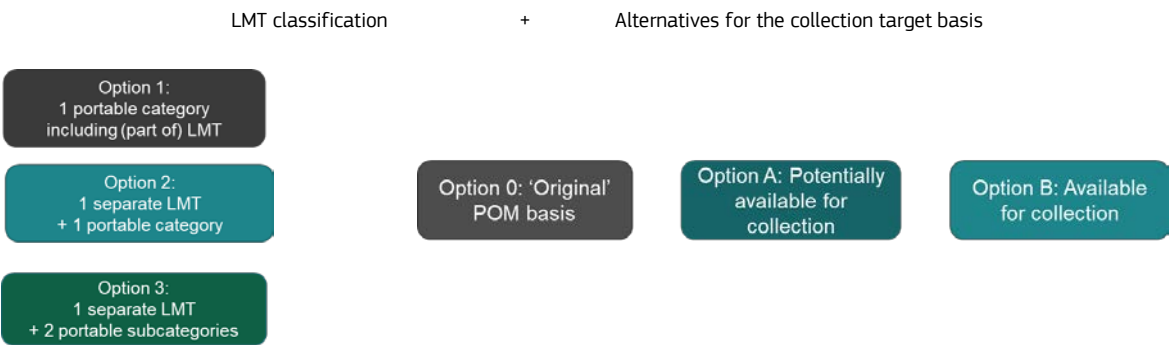 LMT classification + Alternatives for the collection target basis
Option 1:
1 portable category
including (part of) LMT
Option 2:
1 separate LMT
+ 1 portable category
Option 3:
1 separate LMT
+ 2 portable subcategories
Option 0: ‘Original’
POM basis
Option A: Potentially
available for
collection
Option B: Available
for collection